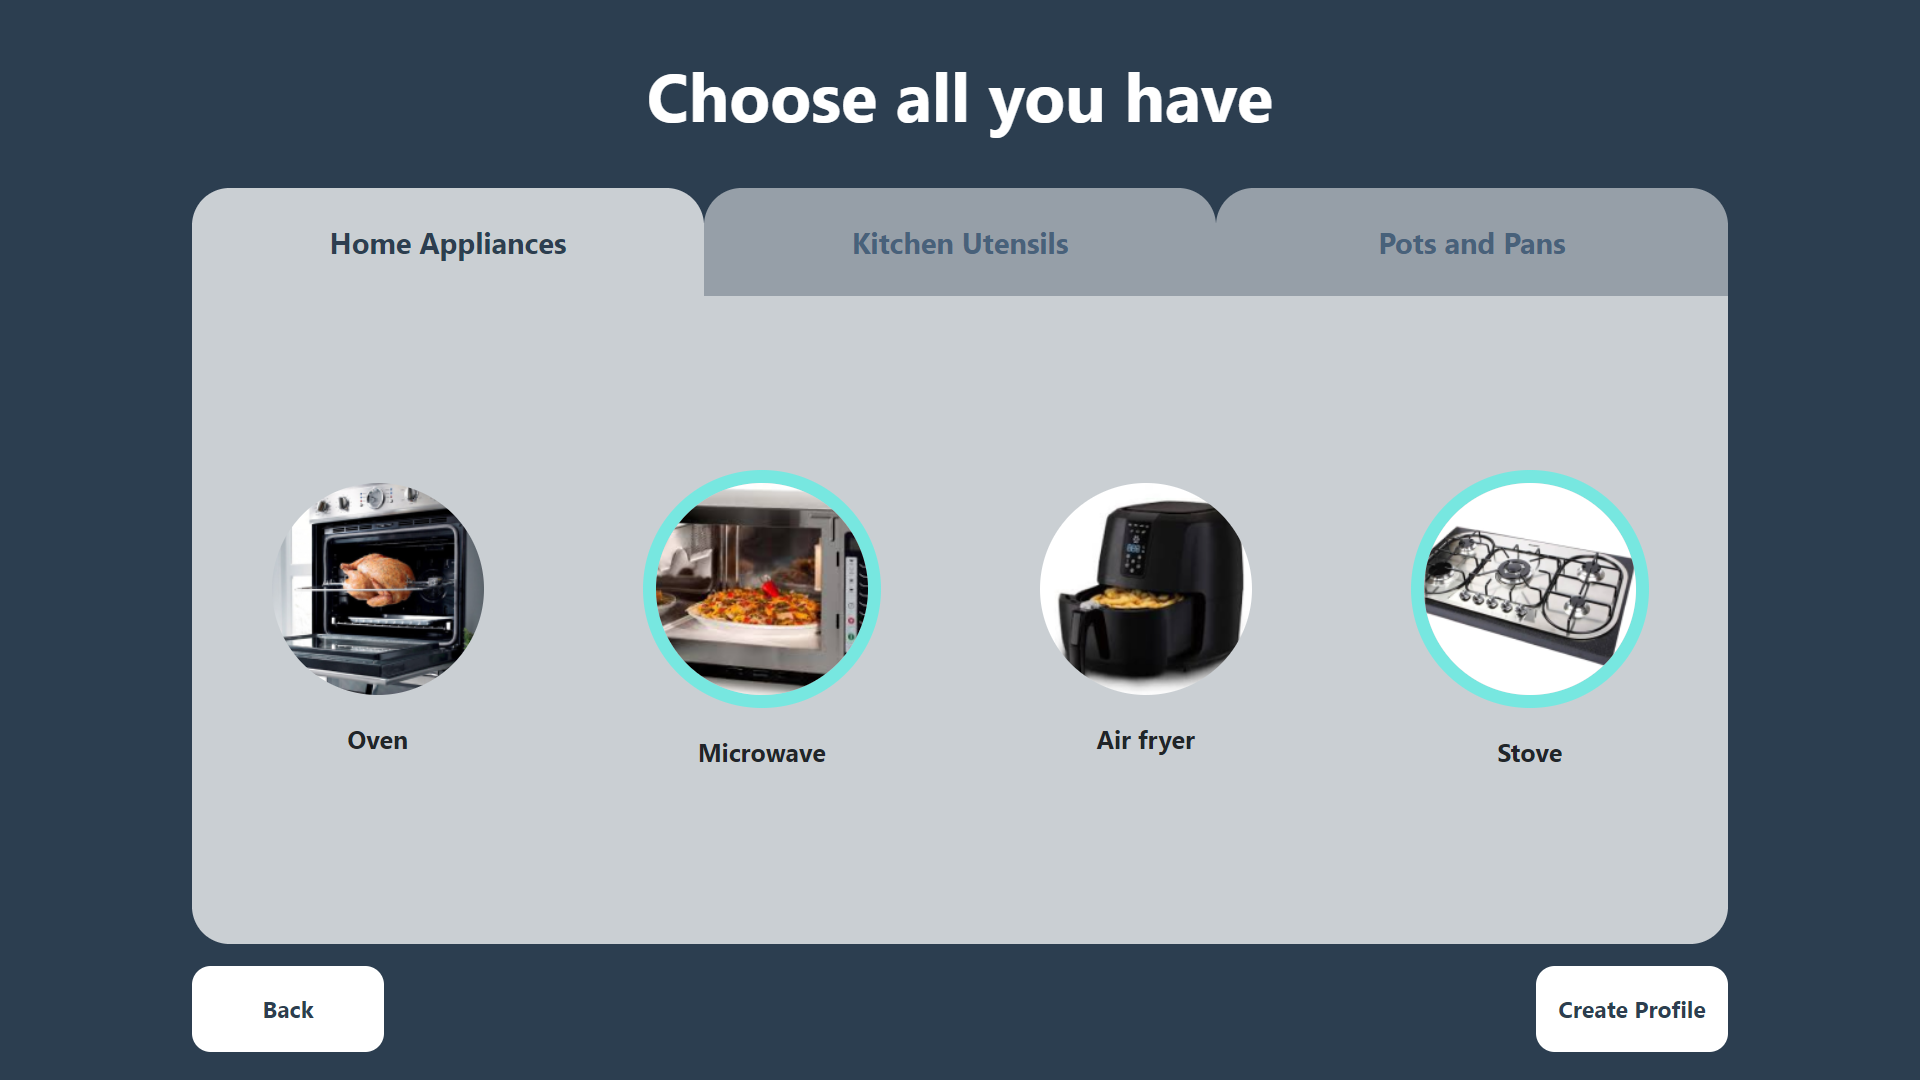 Choose all you have
Home Appliances
Kitchen Utensils
Pots and Pans
Oven
Microwave
Air fryer
Stove
Back
Create Profile